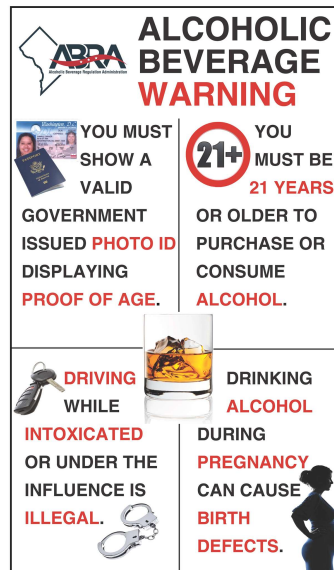 ABRA
Alcoholic Beverage Regulation Administration
ALCOHOLIC
BEVERAGE
WARNING
Washington, D.C.
PASSPORT
YOU MUST
SHOW A
VALID
GOVERNMENT
ISSUED PHOTO ID
DISPLAYING
PROOF OF AGE.
21+
YOU
MUST BE
21 YEARS
OR OLDER TO
PURCHASE OR
CONSUME
ALCOHOL.
DRIVING
WHILE
INTOXICATED
OR UNDER THE
INFLUENCE IS
ILLEGAL.
DRINKING
ALCOHOL
DURING
PREGNANCY
CAN CAUSE
BIRTH
DEFECTS.